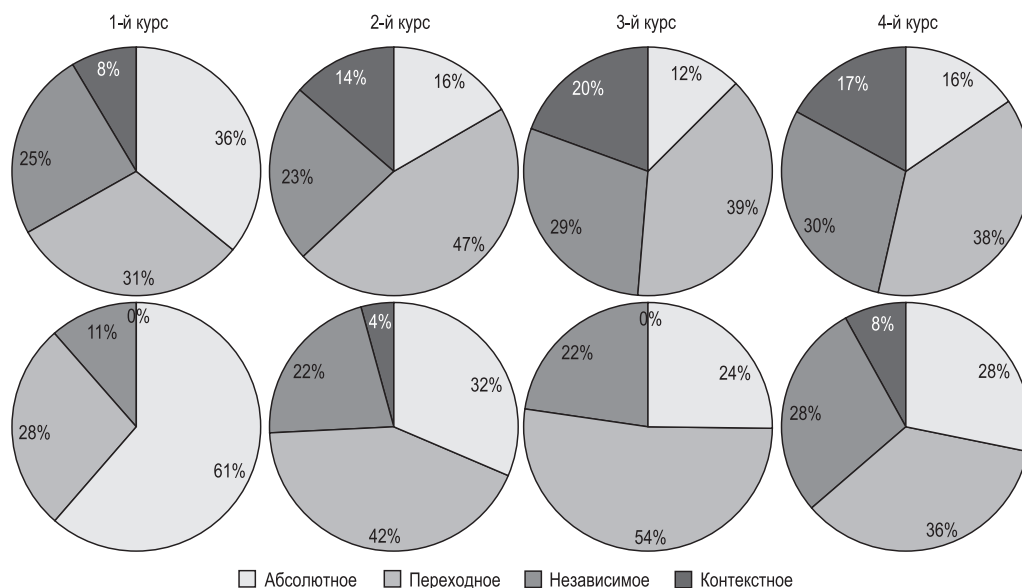 1-й курс 2-й курс 3-й курс 4-й курс
8% 36% 25% 31%
14% 16% 23% 47%
20% 12% 29% 39%
17% 16% 30% 38%
0% 11% 28% 61%
4% 22% 32% 42%
0% 22% 24% 54%
8% 28% 28% 36%
Абсолютное Переходное Независимое Контекстное